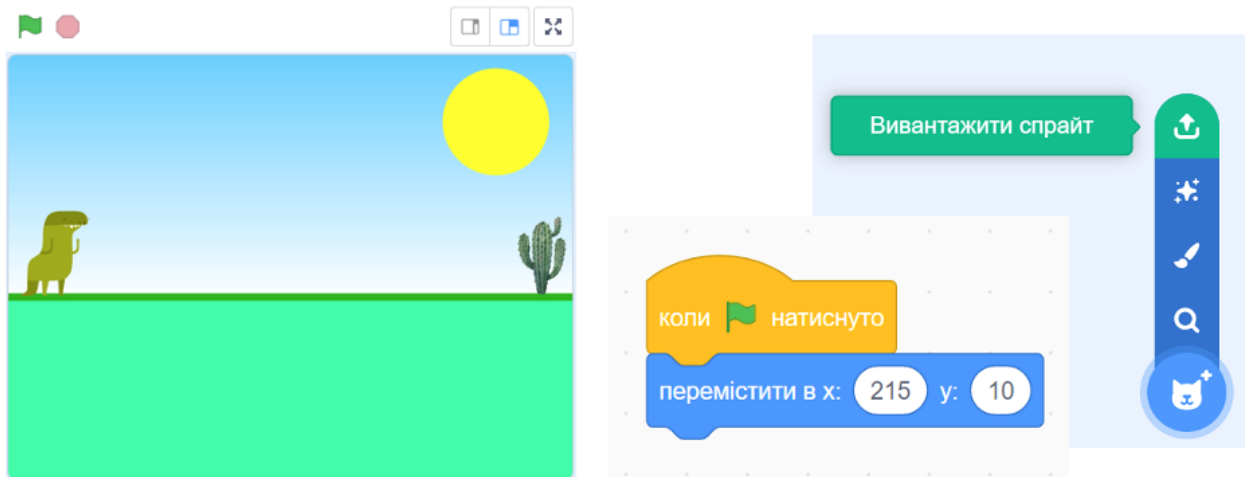 Вивантажити спрайт
коли натиснуто
перемістити в x: 215 y: 10